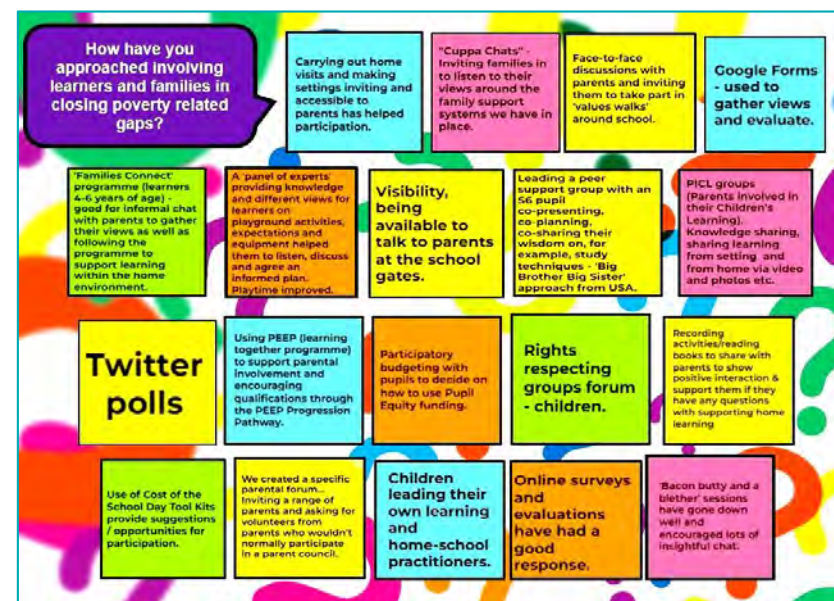 How have you
approached involving
learners and families in
closing poverty related
gaps?
Carrying out home
visits and making
settings inviting and
accessible to
parents has helped
participation.
"Cuppa Chats" -
Inviting families in
to listen to their
views around the
family support
systems we have in
place.
Face-to-face
discussions with
parents and inviting
them to take part in
'values walks'
around school.
Google Forms
- used to
gather views
and evaluate.
'Families Connect'
programme (learners
4-6 years of age) -
good for informal chat
with parents to gather
their views as well as
following the
programme to
support learning
within the home
environment.
A 'panel of experts'
providing knowledge
and different views for
learners on
playground activities,
expectations and
equipment helped
them to listen, discuss
and agree an
informed plan.
Playtime improved.
Visibility,
being
available to
talk to parents
at the school
gates.
Leading a peer
support group with an
S6 pupil
co-presenting,
co-planning,
co-sharing their
wisdom on, for
example, study
techniques - 'Big
Brother Big Sister'
approach from USA.
PICL groups
(Parents involved in
their Children's
Learning).
Knowledge sharing,
sharing learning
from setting and
from home via video
and photos etc.
Twitter
polls
Using PEEP (learning
together programme)
to support parental
involvement and
encouraging
qualifications through
the PEEP Progression
Pathway.
Participatory
budgeting with
pupils to decide on
how to use Pupil
Equity funding.
Rights
respecting
groups forum
- children.
Recording
activities/reading
books to share with
parents to show
positive interaction &
support them if they
have any questions
with supporting home
learning
Use of Cost of the
School Day Tool Kits
provide suggestions
/ opportunities for
participation.
We created a specific
parental forum...
Inviting a range of
parents and asking for
volunteers from
parents who wouldn't
normally participate
in a parent council.
Children
leading their
own learning
and
home-school
practitioners.
Online surveys
and
evaluations
have had a
good
response.
'Bacon butty and a
blether' sessions
have gone down
well and
encouraged lots of
insightful chat.